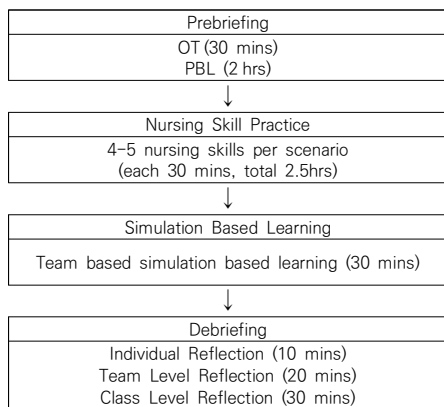 Prebriefing
OT (30 mins)
PBL (2 hrs)
↓
Nursing Skill Practice
4-5 nursing skills per scenario
(each 30 mins, total 2.5hrs)
↓
Simulation Based Learning
Team based simulation based learning (30 mins)
↓
Debriefing
Individual Reflection (10 mins)
Team Level Reflection (20 mins)
Class Level Reflection (30 mins)